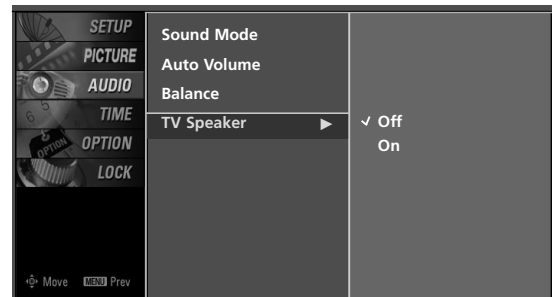 SETUP
PICTURE
AUDIO
TIME
OPTION
LOCK
Move MENU Prev
Sound Mode
Auto Volume
Balance
TV Speaker ▶
✓ Off
On